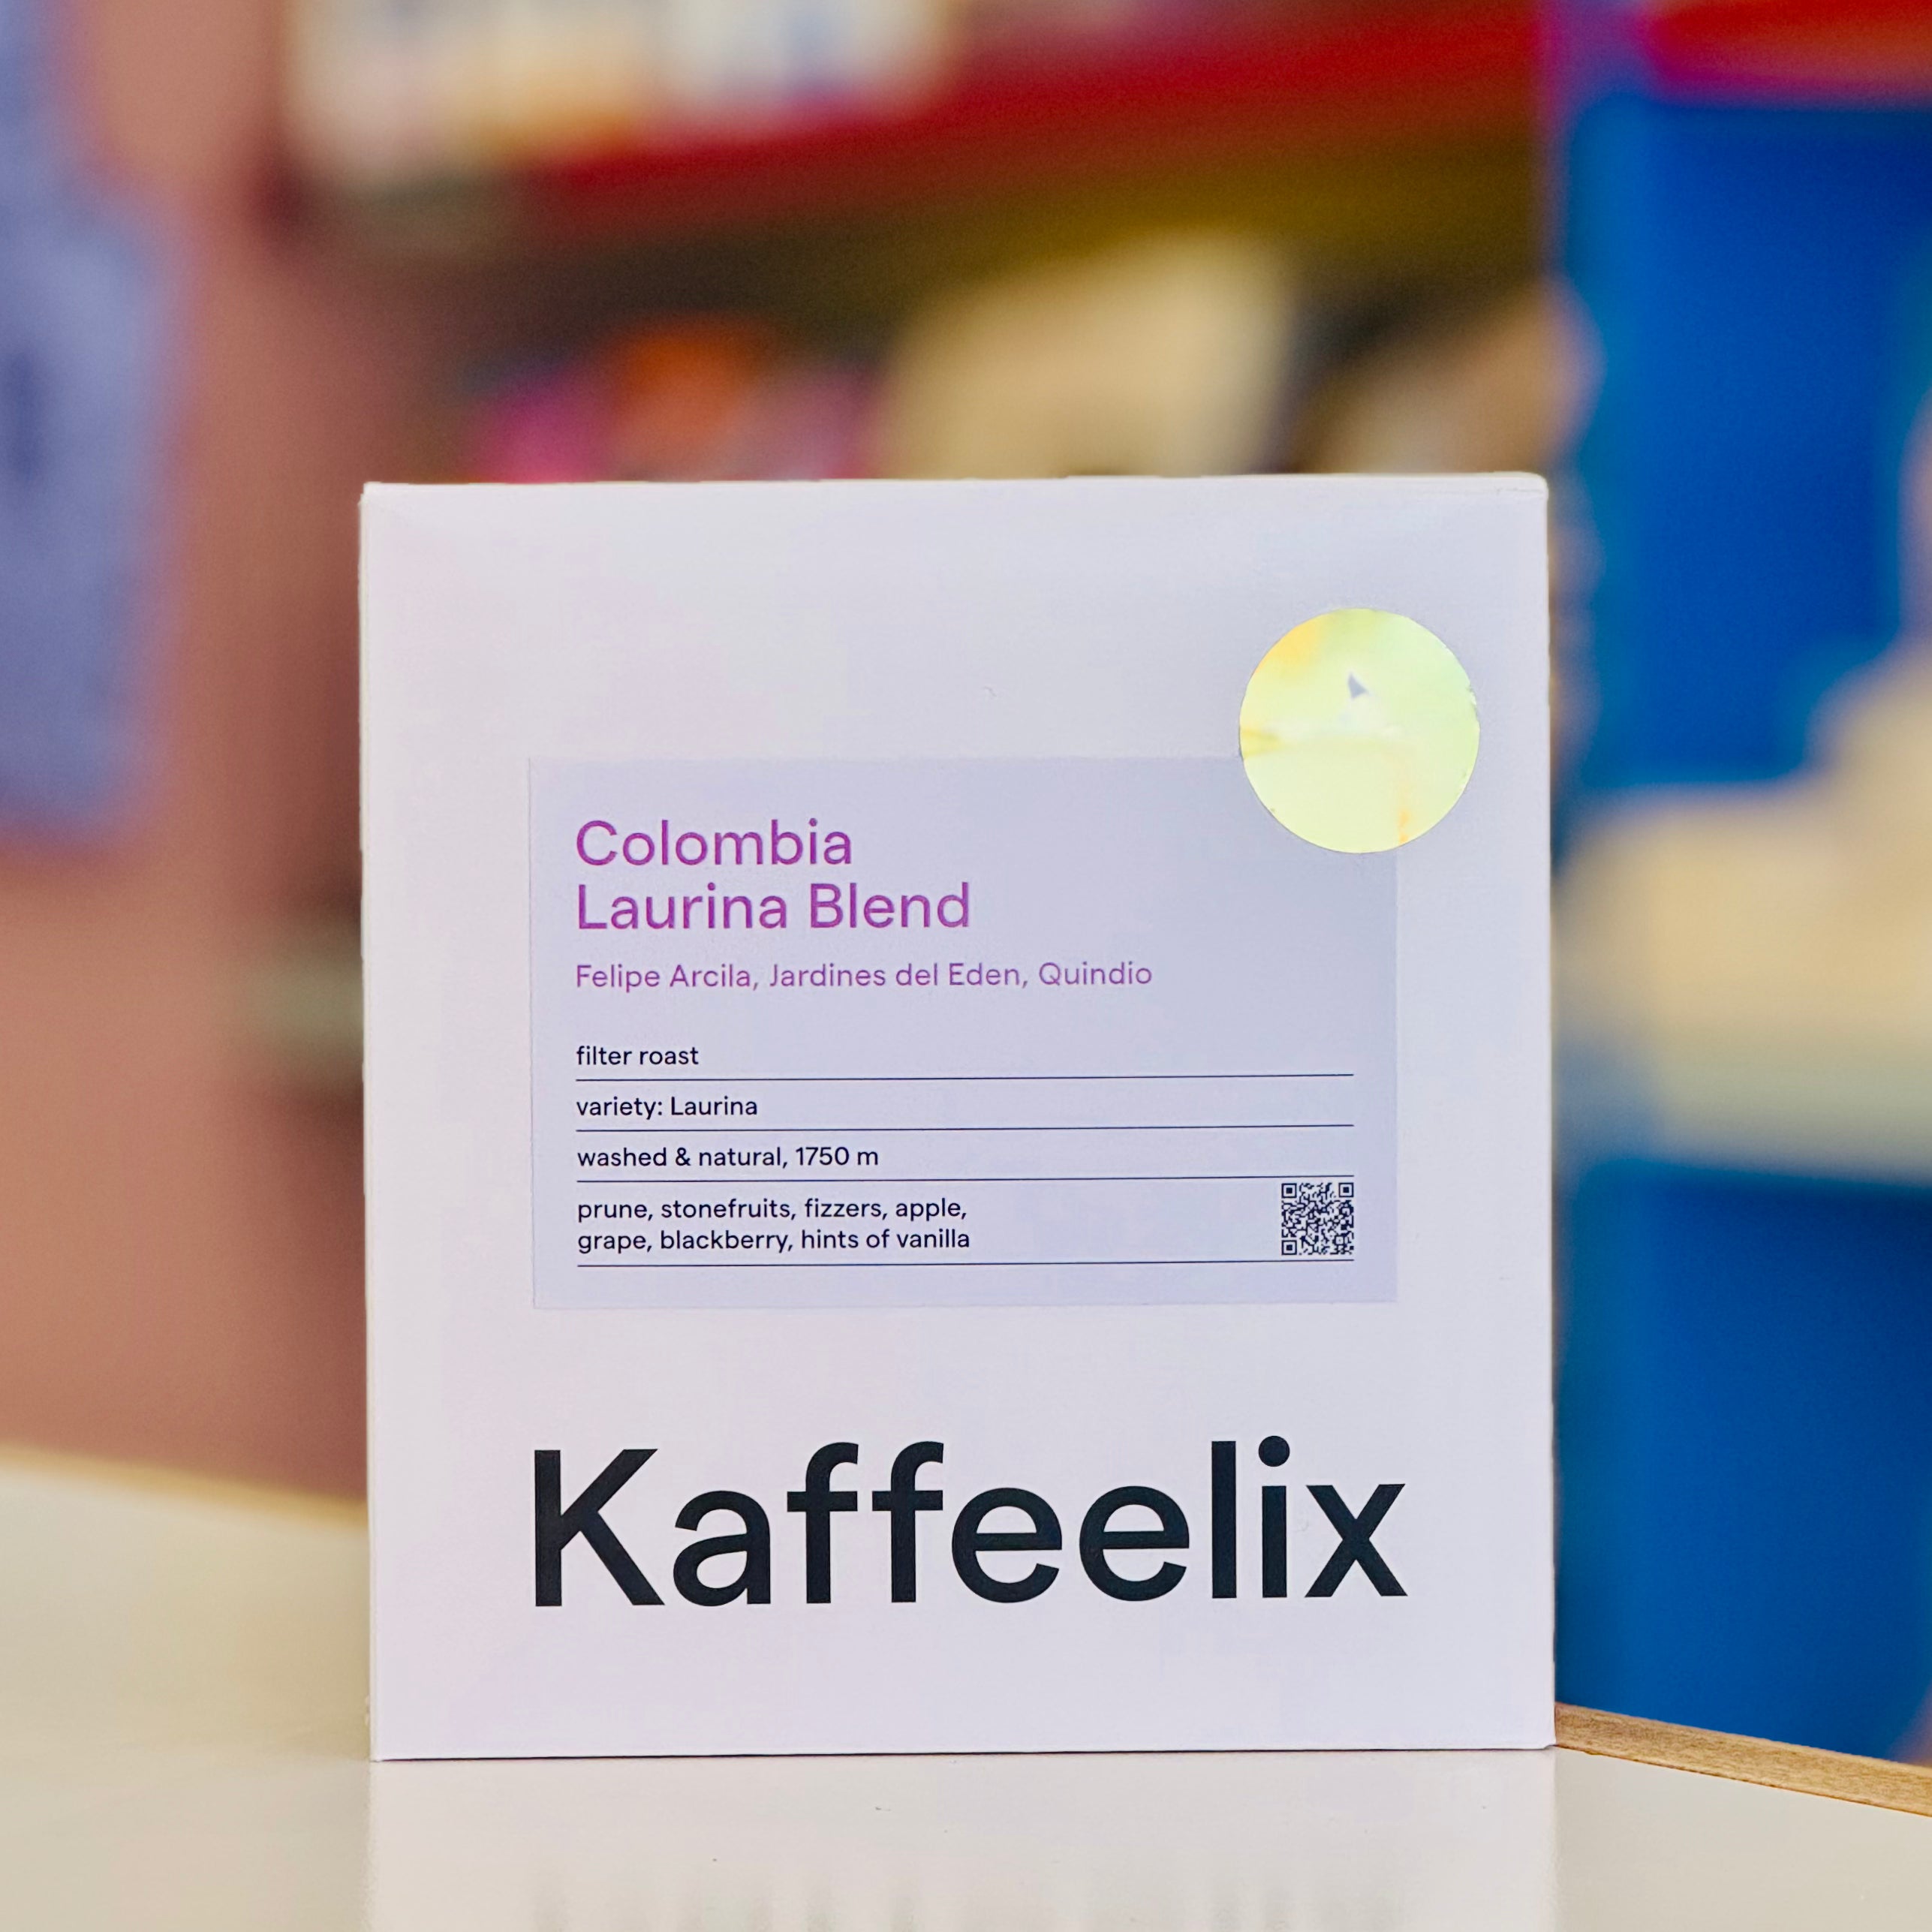 Colombia
Laurina Blend
Felipe Arcila, Jardines del Eden, Quindio
filter roast
variety: Laurina
washed & natural, 1750 m
prune, stonefruits, fizzers, apple,
grape, blackberry, hints of vanilla
Kaffeelix